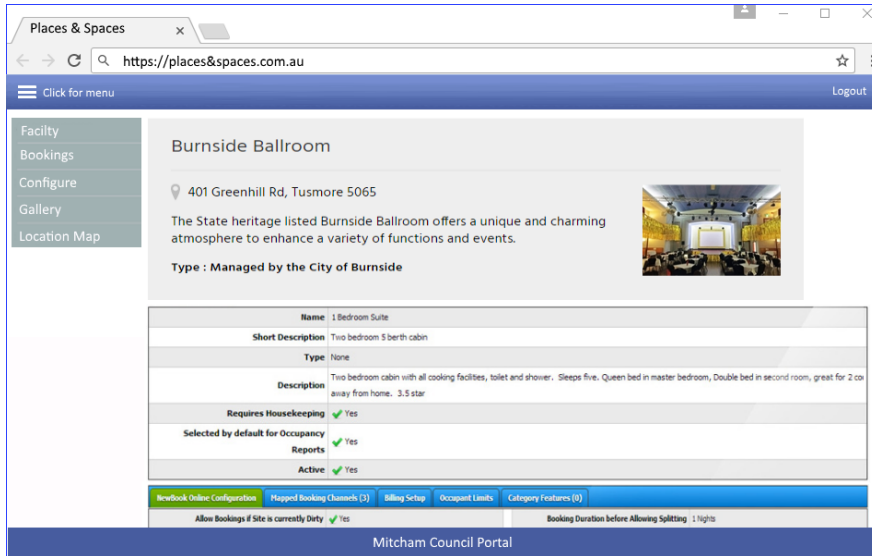 Places & Spaces
https://places&spaces.com.au
Click for menu
Logout
Facilty
Bookings
Configure
Gallery
Location Map
Burnside Ballroom
401 Greenhill Rd, Tusmore 5065
The State heritage listed Burnside Ballroom offers a unique and charming
atmosphere to enhance a variety of functions and events.
Type : Managed by the City of Burnside
Name 1 Bedroom Suite
Short Description Two bedroom 5 berth cabin
Type None
Description Two bedroom cabin with all cooking facilities, toilet and shower. Sleeps five. Queen bed in master bedroom, Double bed in second room, great for 2 cou
away from home. 3.5 star
Requires Housekeeping Yes
Selected by default for Occupancy
Reports Yes
Active Yes
NewBook Online Configuration Mapped Booking Channels (3) Billing Setup Occupant Limits Category Features (0)
Allow Bookings if Site is currently Dirty Yes Booking Duration before Allowing Splitting 1 Nights
Mitcham Council Portal